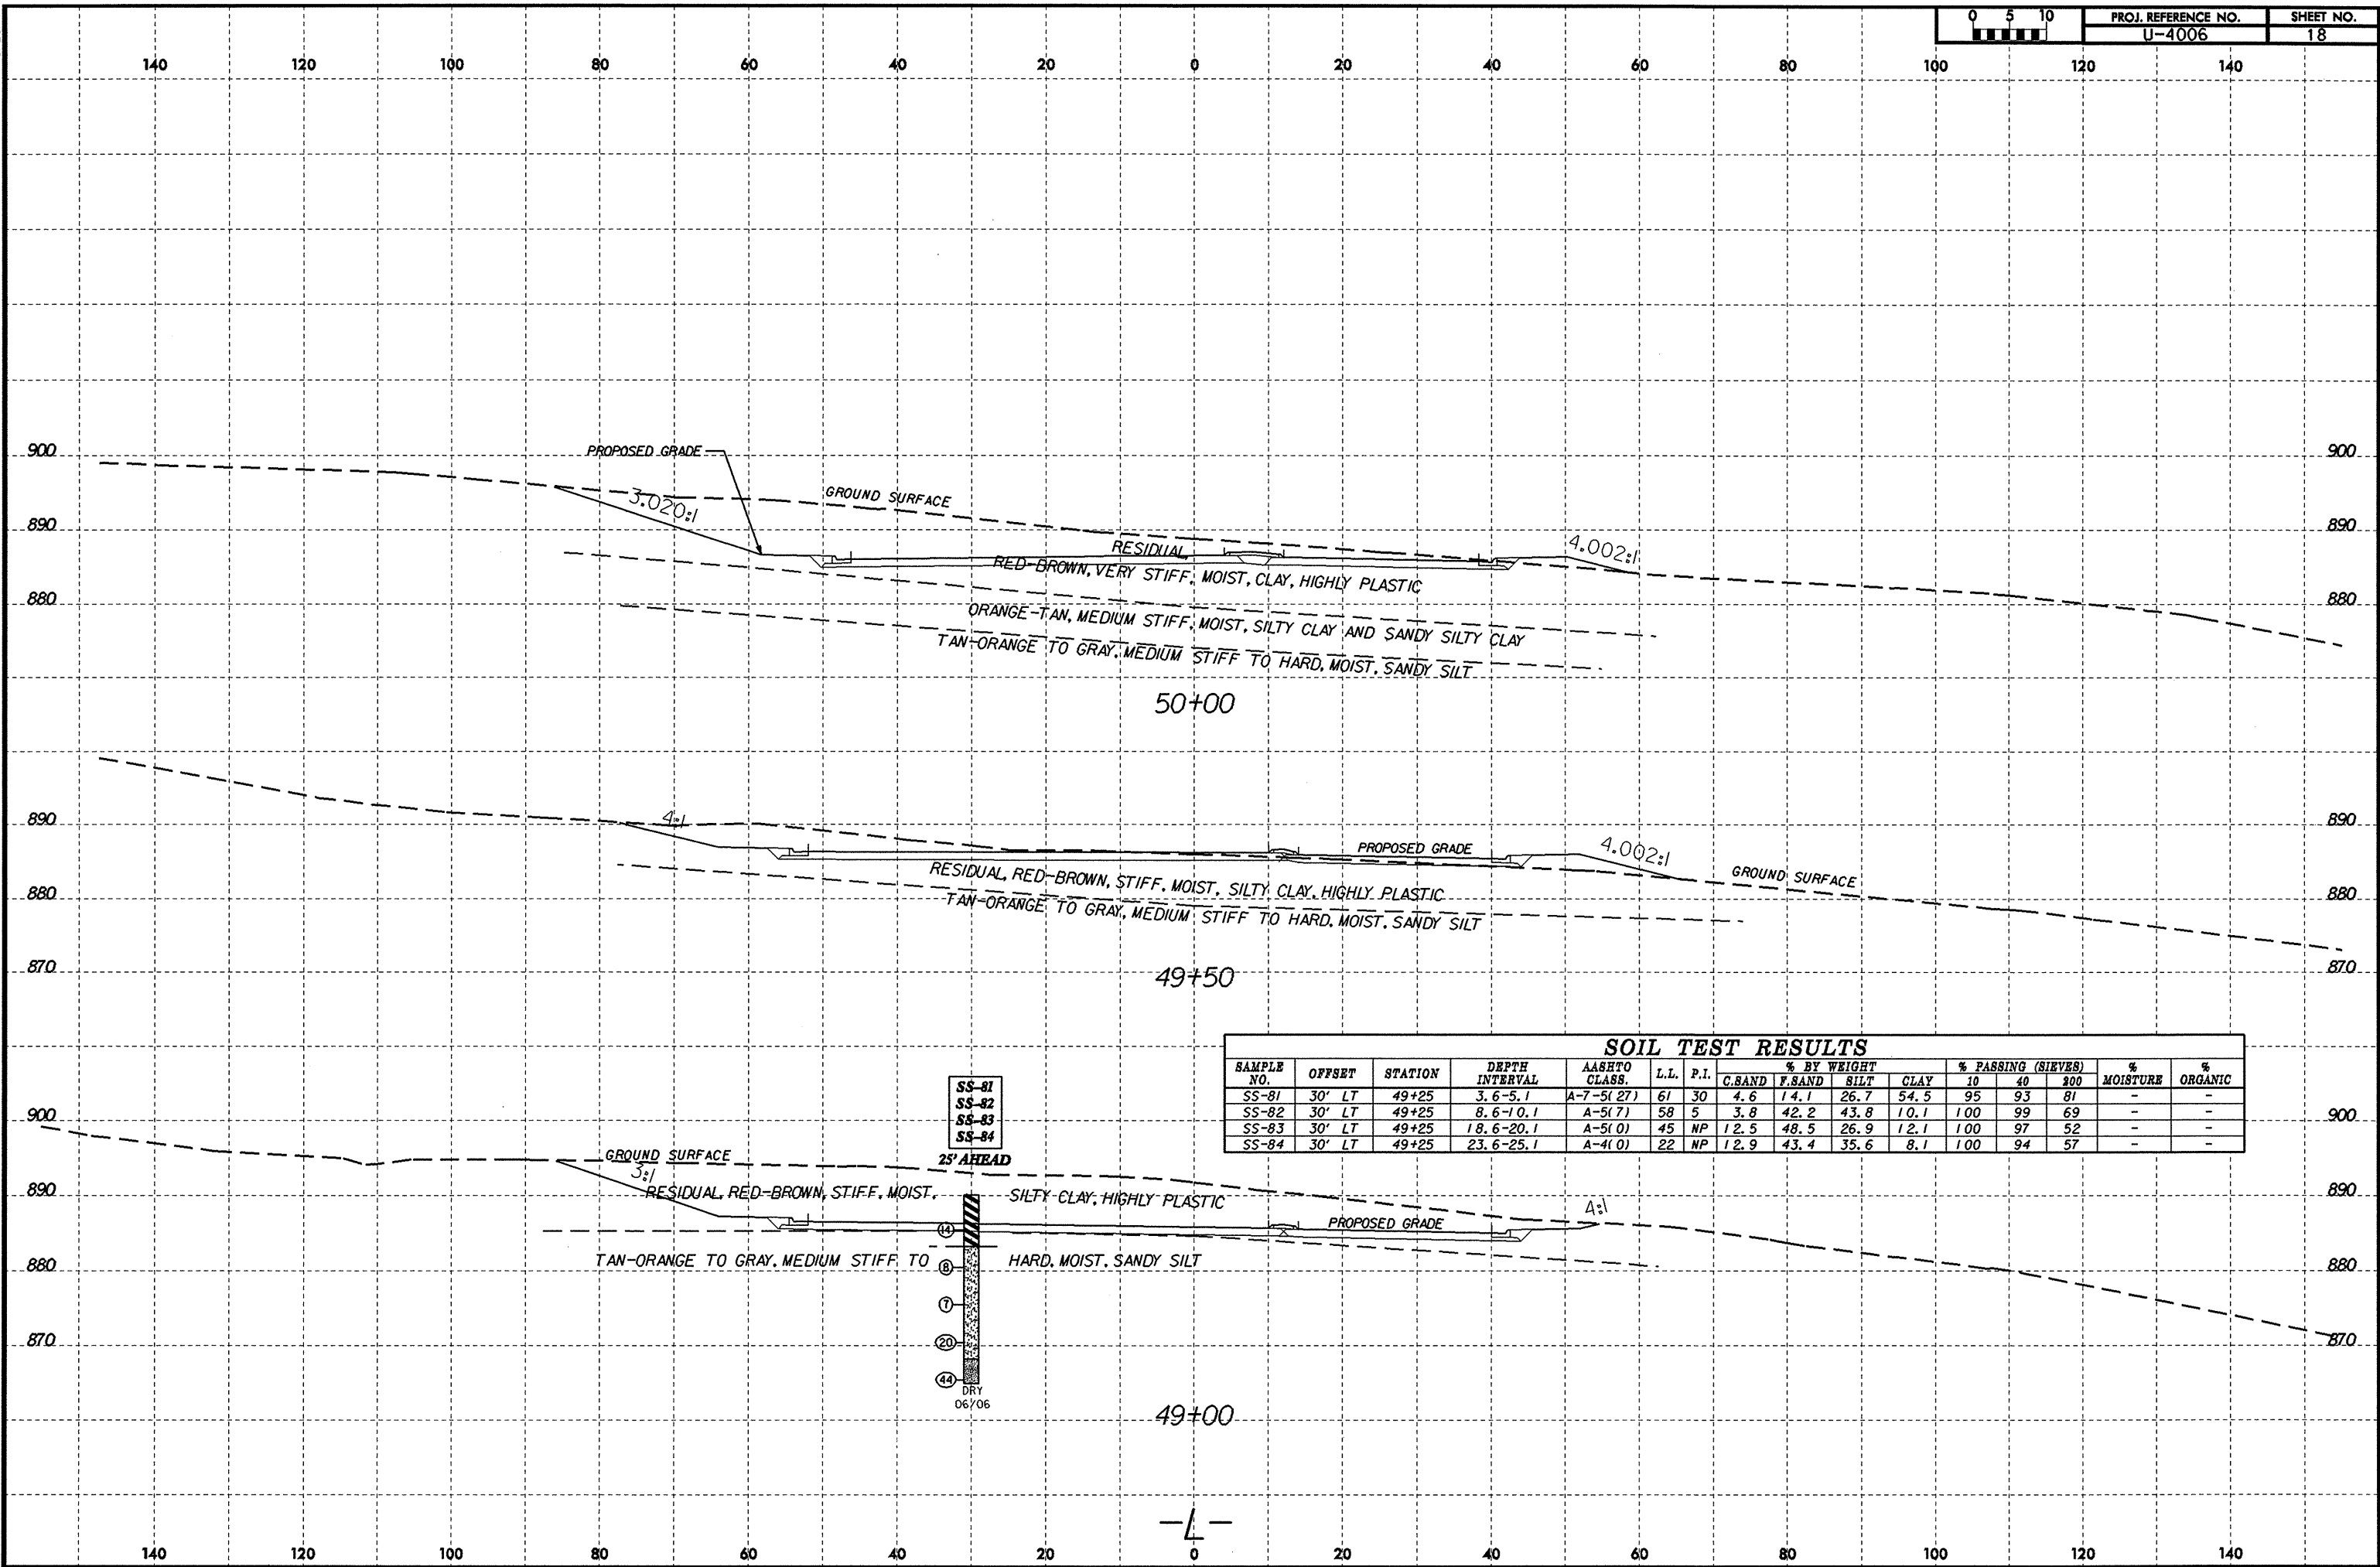 0 5 10
PROJ. REFERENCE NO.
SHEET NO.
U-4006
18
140 120 100 80 60 40 20 0 20 40 60 80 100 120 140
900 900
PROPOSED GRADE
GROUND SURFACE
3.020:1
890 890
4.002:1
RESIDUAL,
RED-BROWN, VERY STIFF, MOIST, CLAY, HIGHLY PLASTIC
880 880
ORANGE-TAN, MEDIUM STIFF, MOIST, SILTY CLAY AND SANDY SILTY CLAY
TAN-ORANGE TO GRAY, MEDIUM STIFF TO HARD, MOIST, SANDY SILT
50+00
890 890
4:1
PROPOSED GRADE
4.002:1
GROUND SURFACE
RESIDUAL, RED-BROWN, STIFF, MOIST, SILTY CLAY, HIGHLY PLASTIC
880 880
TAN-ORANGE TO GRAY, MEDIUM STIFF TO HARD, MOIST, SANDY SILT
870 870
49+50
SOIL TEST RESULTS
SAMPLE NO. OFFSET STATION DEPTH INTERVAL AASHTO CLASS. L.L. P.I. % BY WEIGHT % PASSING (SIEVES) % MOISTURE % ORGANIC
C.SAND F.SAND SILT CLAY 10 40 200
SS-81 30' LT 49+25 3.6-5.1 A-7-5(27) 61 30 4.6 14.1 26.7 54.5 95 93 81 - -
SS-82 30' LT 49+25 8.6-10.1 A-5(7) 58 5 3.8 42.2 43.8 10.1 100 99 69 - -
SS-83 30' LT 49+25 18.6-20.1 A-5(0) 45 NP 12.5 48.5 26.9 12.1 100 97 52 - -
SS-84 30' LT 49+25 23.6-25.1 A-4(0) 22 NP 12.9 43.4 35.6 8.1 100 94 57 - -
SS-81
SS-82
SS-83
SS-84
25' AHEAD
900 900
GROUND SURFACE
3:1
RESIDUAL, RED-BROWN, STIFF, MOIST, SILTY CLAY, HIGHLY PLASTIC
890 890
4:1
PROPOSED GRADE
14
TAN-ORANGE TO GRAY, MEDIUM STIFF TO HARD, MOIST, SANDY SILT
8
880 880
7
20
870 870
44
DRY
06/06
49+00
-L-
140 120 100 80 60 40 20 0 20 40 60 80 100 120 140